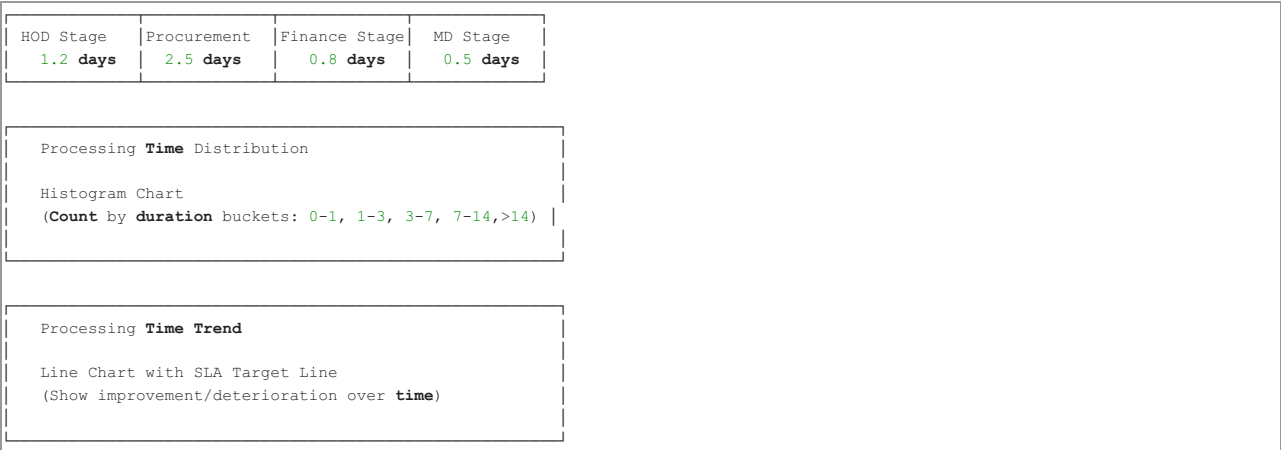 HOD Stage Procurement Finance Stage MD Stage
1.2 days 2.5 days 0.8 days 0.5 days
Processing Time Distribution
Histogram Chart
(Count by duration buckets: 0-1, 1-3, 3-7, 7-14,>14)
Processing Time Trend
Line Chart with SLA Target Line
(Show improvement/deterioration over time)